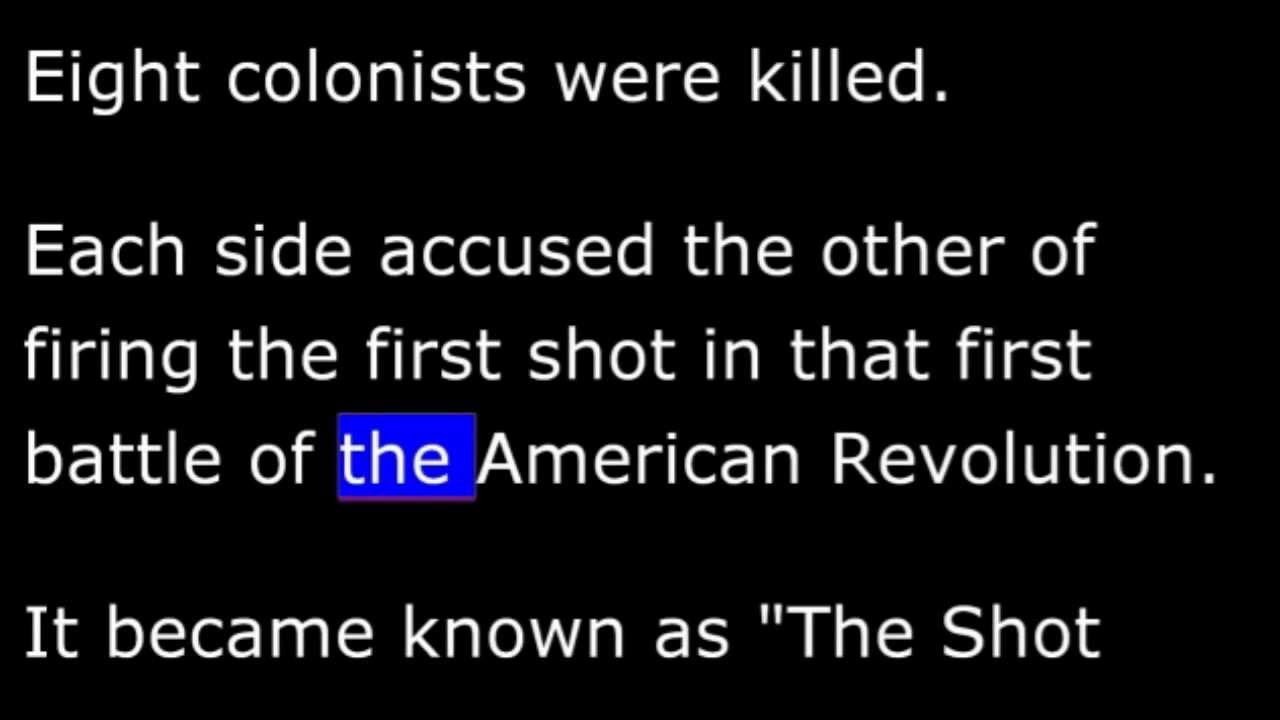 Eight colonists were killed.
Each side accused the other of
firing the first shot in that first
battle of the American Revolution.
It became known as "The Shot